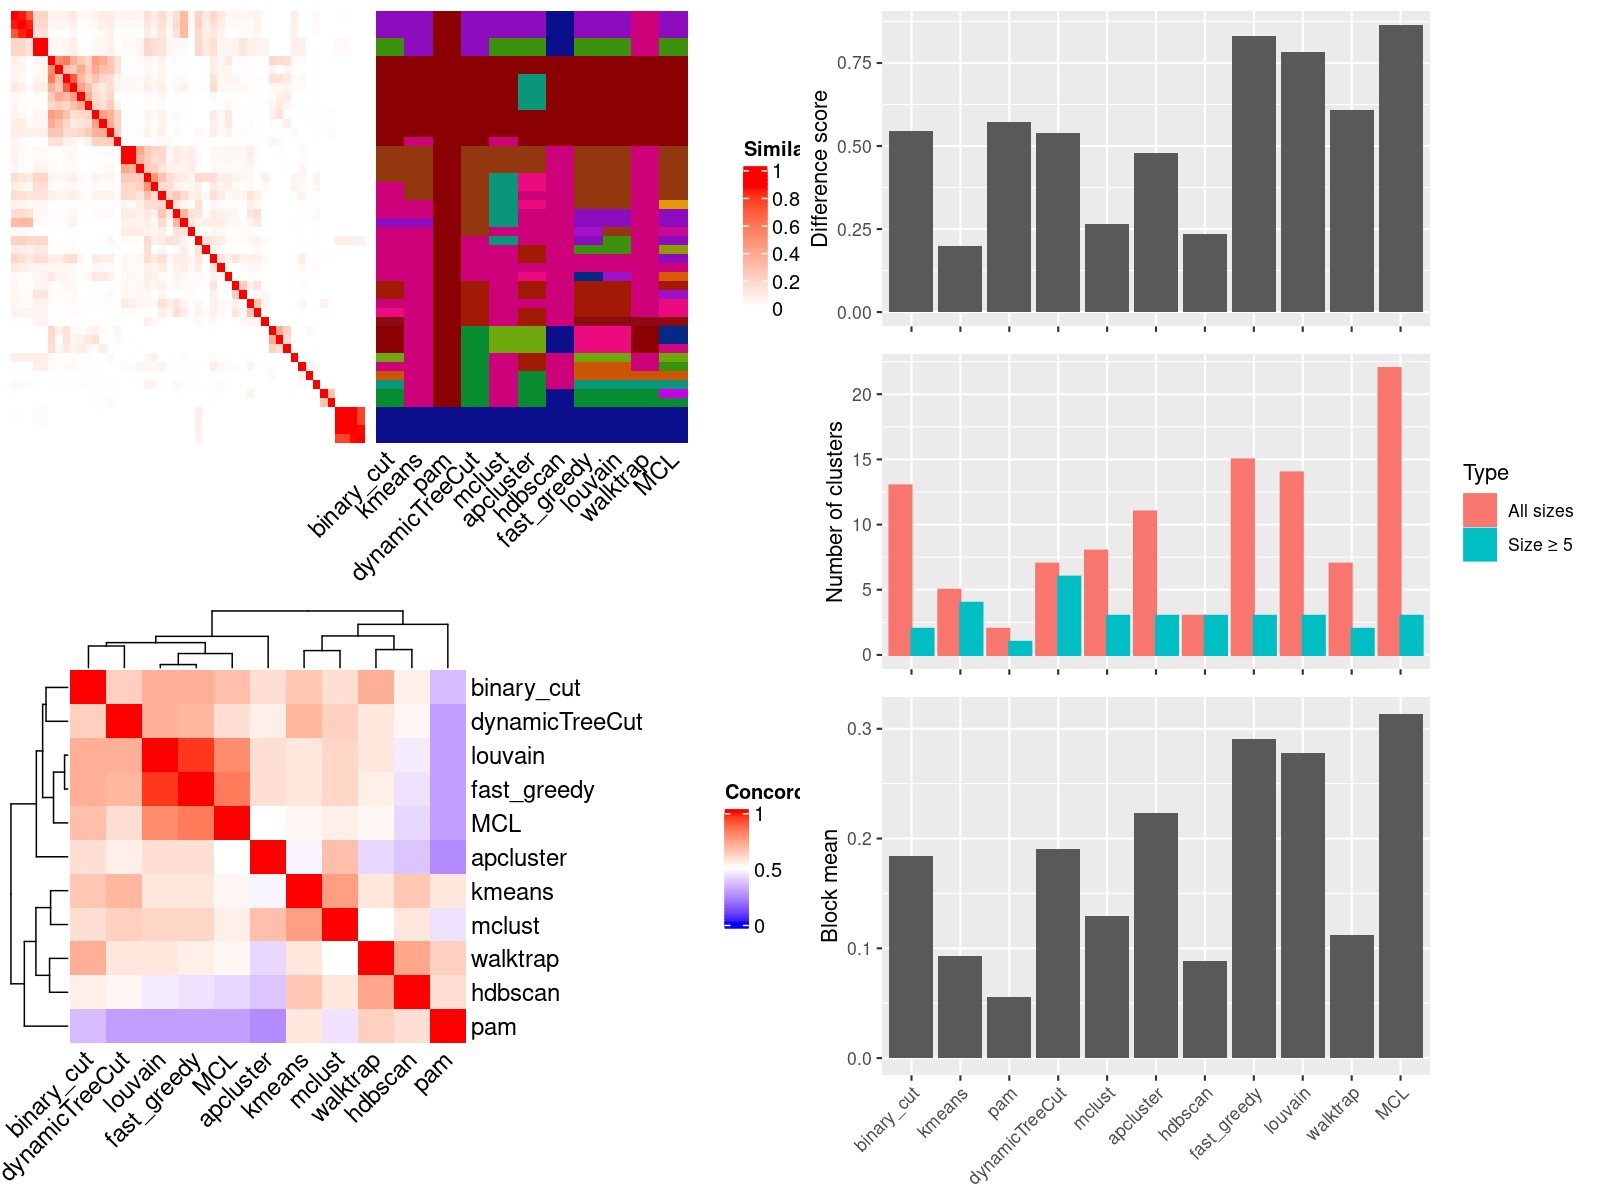 Simila
1
0.8
0.6
0.4
0.2
0
binary_cut
kmeans
pam
dynamicTreeCut
mclust
apcluster
hdbscan
fast_greedy
louvain
walktrap
MCL
Difference score
0.75
0.50
0.25
0.00
Number of clusters
20
15
10
5
0
Type
All sizes
Size ≥ 5
binary_cut
dynamicTreeCut
louvain
fast_greedy
MCL
apcluster
kmeans
mclust
walktrap
hdbscan
pam
binary_cut
dynamicTreeCut
louvain
fast_greedy
MCL
apcluster
kmeans
mclust
walktrap
hdbscan
pam
Concord
1
0.5
0
Block mean
0.3
0.2
0.1
0.0
binary_cut
kmeans
pam
dynamicTreeCut
mclust
apcluster
hdbscan
fast_greedy
louvain
walktrap
MCL